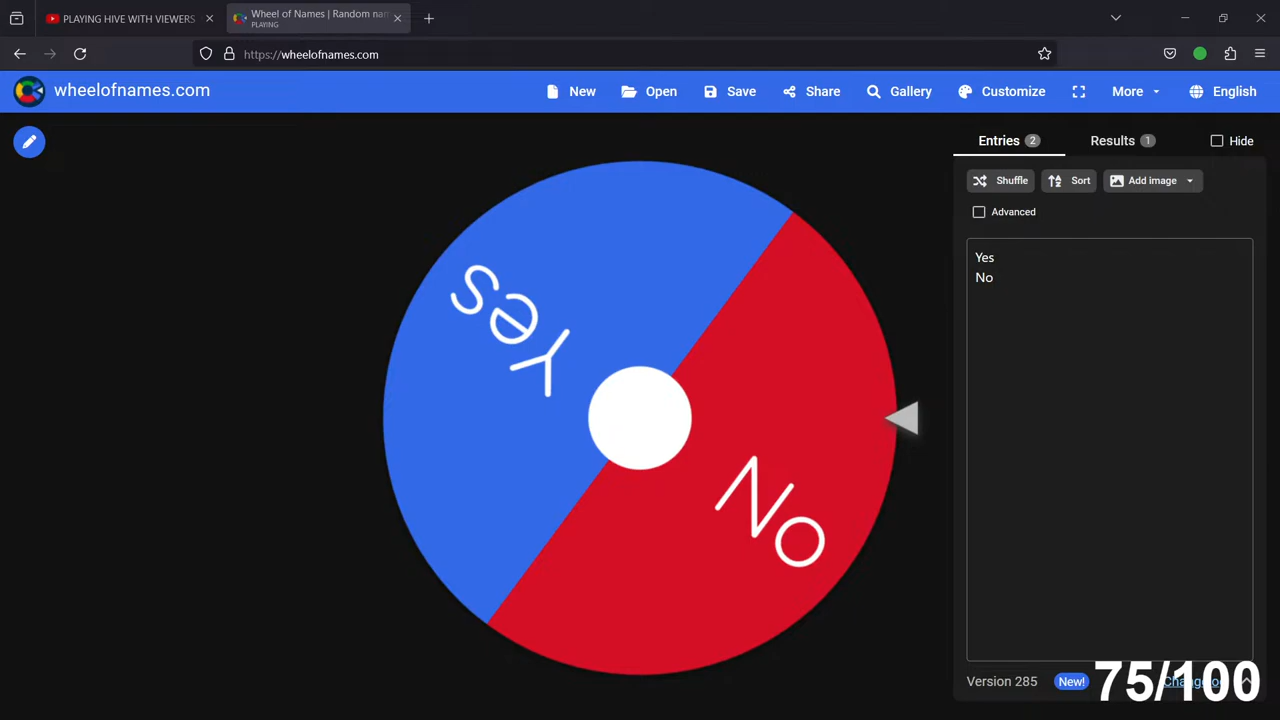 PLAYING HIVE WITH VIEWERS
Wheel of Names | Random nam
PLAYING
https://wheelofnames.com
wheelofnames.com
New
Open
Save
Share
Gallery
Customize
More
English
Entries 2
Results 1
Hide
Shuffle
Sort
Add image
Advanced
Yes
No
Yes
No
Version 285
New!
75/100